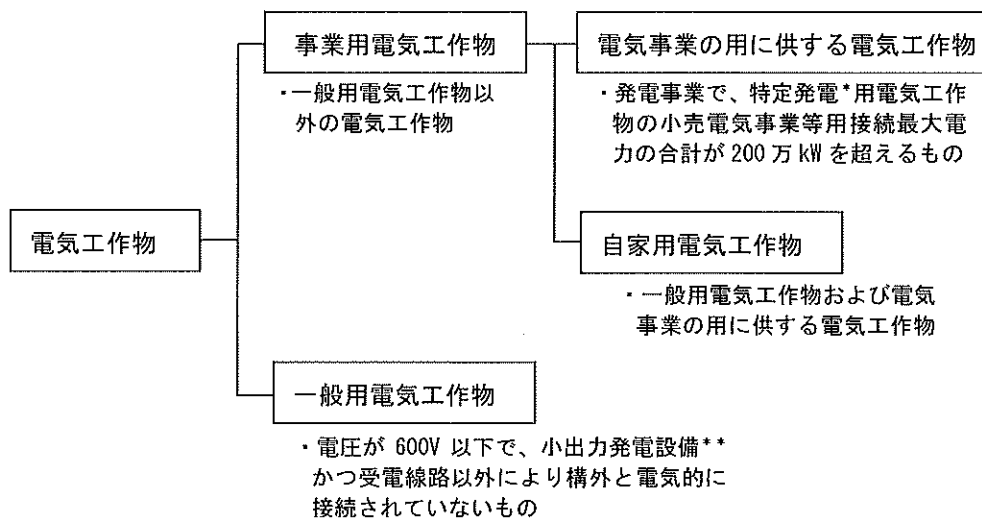 事業用電気工作物
・一般用電気工作物以
外の電気工作物
電気事業の用に供する電気工作物
・発電事業で、特定発電*用電気工作
物の小売電気事業等用接続最大電
力の合計が 200 万 kW を超えるもの
電気工作物
自家用電気工作物
・一般用電気工作物および電気
事業の用に供する電気工作物
一般用電気工作物
・電圧が 600V 以下で、小出力発電設備**
かつ受電線路以外により構外と電気的に
接続されていないもの